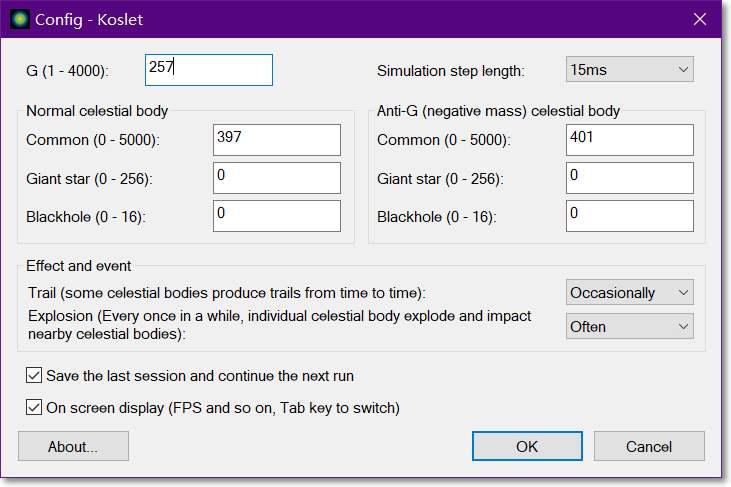 Config - Koslet
G (1 - 4000): 257 Simulation step length: 15ms
Normal celestial body
Common (0 - 5000): 397
Giant star (0 - 256): 0
Blackhole (0 - 16): 0
Anti-G (negative mass) celestial body
Common (0 - 5000): 401
Giant star (0 - 256): 0
Blackhole (0 - 16): 0
Effect and event
Trail (some celestial bodies produce trails from time to time): Occasionally
Explosion (Every once in a while, individual celestial body explode and impact
nearby celestial bodies): Often
Save the last session and continue the next run
On screen display (FPS and so on, Tab key to switch)
About... OK Cancel